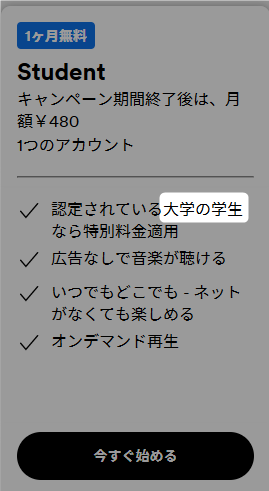 1ヶ月無料
Student
キャンペーン期間終了後は、月
額￥480
1つのアカウント
認定されている大学の学生
なら特別料金適用
広告なしで音楽が聴ける
いつでもどこでも - ネット
がなくても楽しめる
オンデマンド再生
今すぐ始める